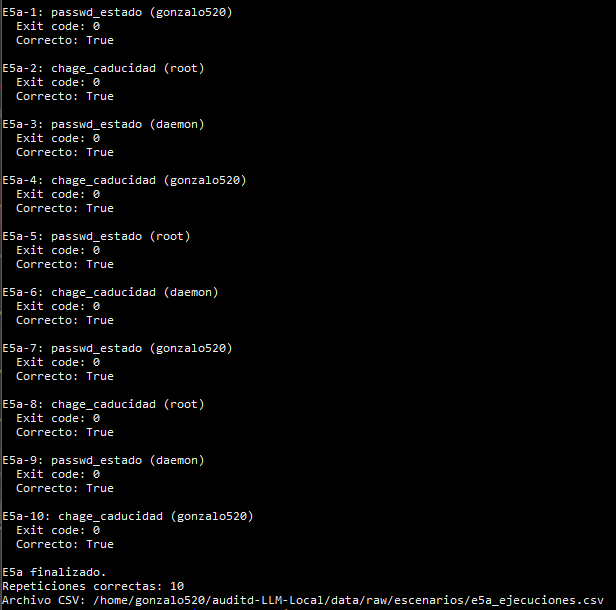 E5a-1: passwd_estado (gonzalo520)
Exit code: 0
Correcto: True
E5a-2: chage_caducidad (root)
Exit code: 0
Correcto: True
E5a-3: passwd_estado (daemon)
Exit code: 0
Correcto: True
E5a-4: chage_caducidad (gonzalo520)
Exit code: 0
Correcto: True
E5a-5: passwd_estado (root)
Exit code: 0
Correcto: True
E5a-6: chage_caducidad (daemon)
Exit code: 0
Correcto: True
E5a-7: passwd_estado (gonzalo520)
Exit code: 0
Correcto: True
E5a-8: chage_caducidad (root)
Exit code: 0
Correcto: True
E5a-9: passwd_estado (daemon)
Exit code: 0
Correcto: True
E5a-10: chage_caducidad (gonzalo520)
Exit code: 0
Correcto: True
E5a finalizado.
Repeticiones correctas: 10
Archivo CSV: /home/gonzalo520/auditd-LLM-Local/data/raw/escenarios/e5a_ejecuciones.csv